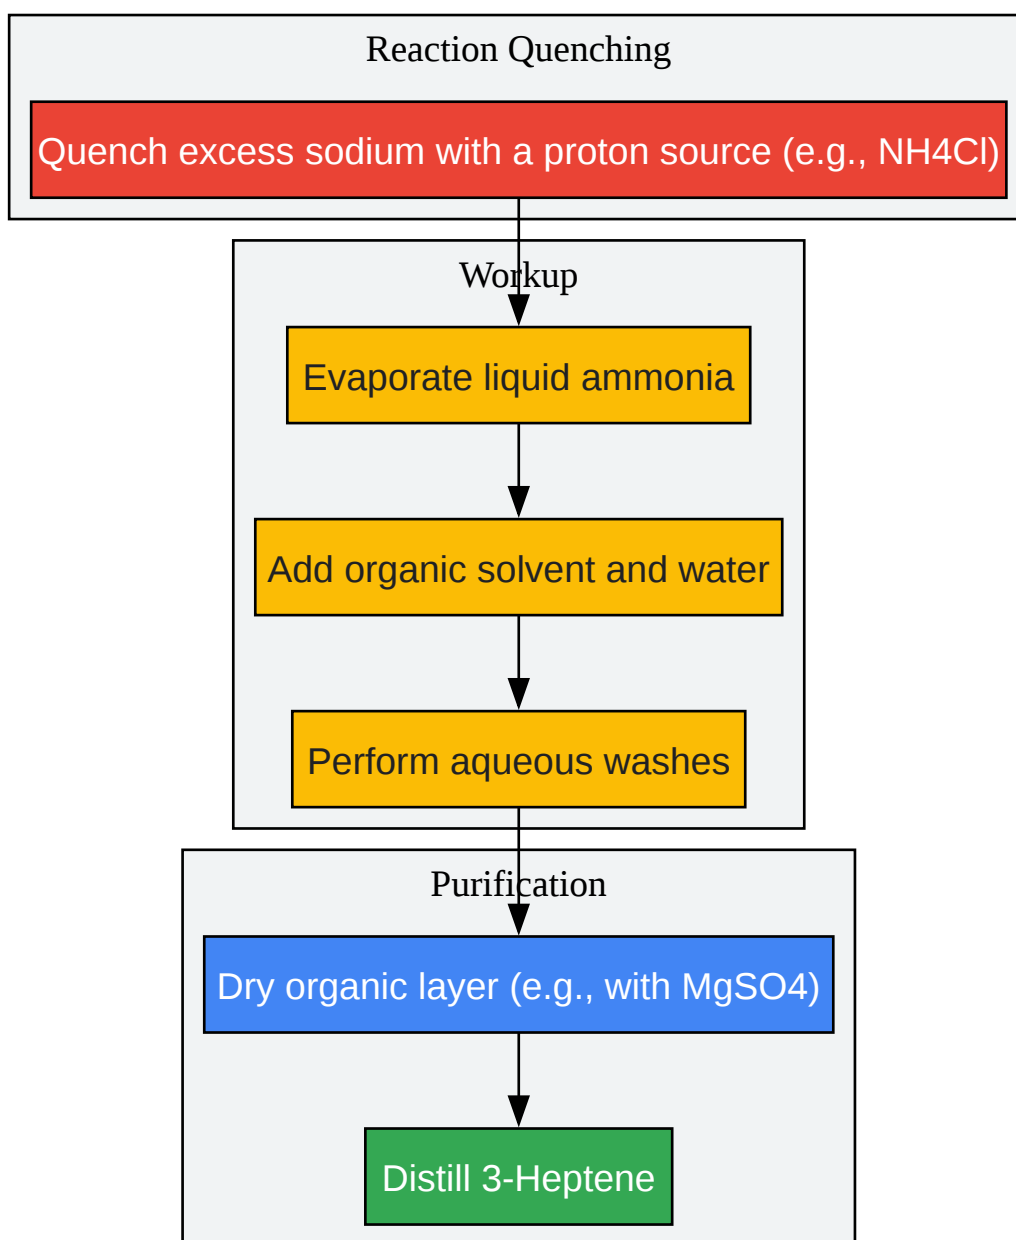 Reaction Quenching
Quench excess sodium with a proton source (e.g., NH4Cl)
Workup
Evaporate liquid ammonia
Add organic solvent and water
Perform aqueous washes
Purification
Dry organic layer (e.g., with MgSO4)
Distill 3-Heptene